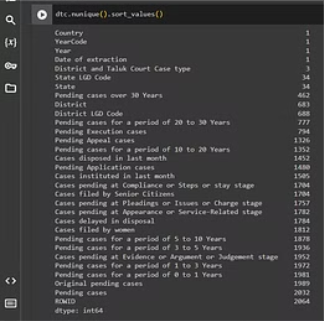 dtc.nunique().sort_values()
Country 1
YearCode 1
Year 1
Date of extraction 1
District and Taluk Court Case type 3
State LGD Code 34
State 34
Pending cases over 30 Years 462
District 683
District LGD Code 688
Pending cases for a period of 20 to 30 Years 777
Pending Execution cases 794
Pending Appeal cases 1326
Pending cases for a period of 10 to 20 Years 1352
Cases disposed in last month 1452
Pending Application cases 1480
Cases instituted in last month 1505
Cases pending at Compliance or Steps or stay stage 1704
Cases filed by Senior Citizens 1704
Cases pending at Pleadings or Issues or Charge stage 1757
Cases pending at Appearance or Service-Related stage 1782
Cases delayed in disposal 1784
Cases filed by women 1812
Pending cases for a period of 5 to 10 Years 1878
Pending cases for a period of 3 to 5 Years 1936
Cases pending at Evidence or Argument or Judgement stage 1952
Pending cases for a period of 1 to 3 Years 1972
Pending cases for a period of 0 to 1 Years 1981
Original pending cases 1989
Pending cases 2032
ROWID 2064
dtype: int64